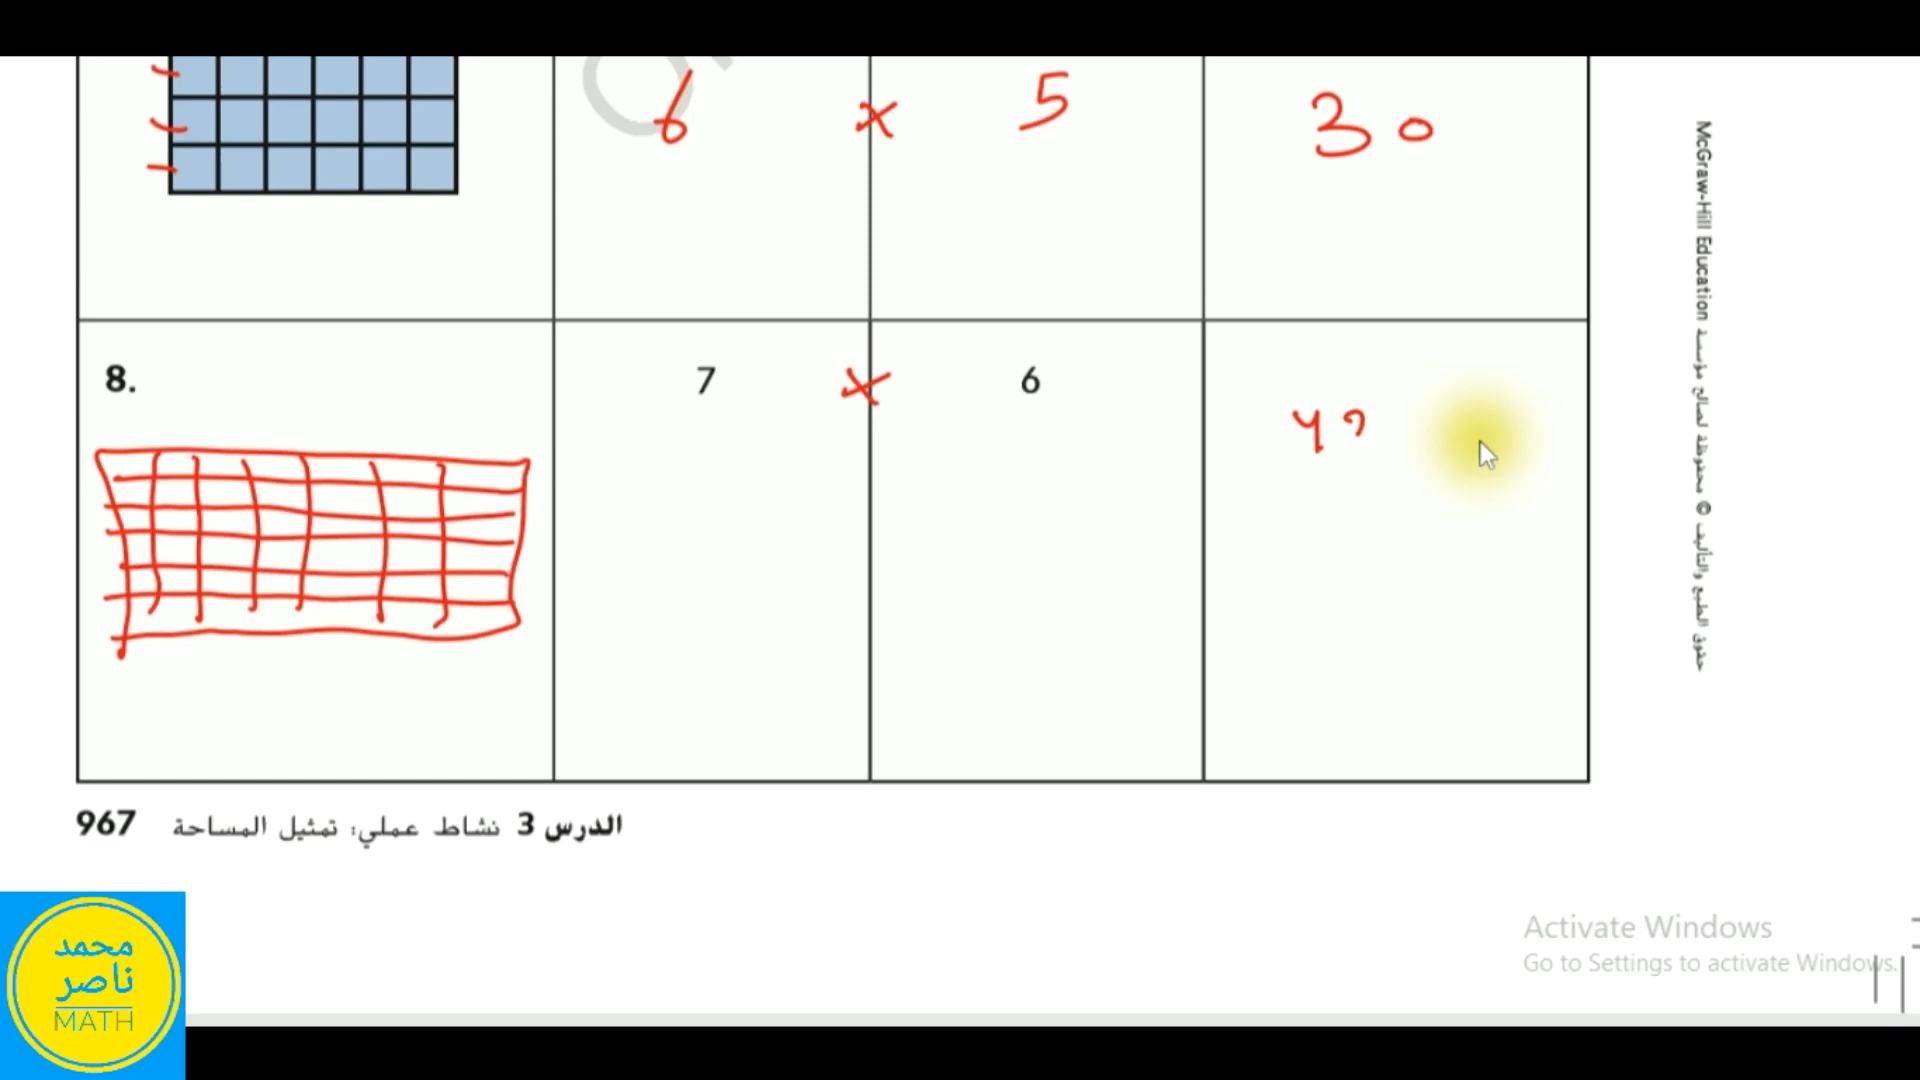 6 × 5 30
8. 7 × 6
967 الدرس 3 نشاط عملي: تمثيل المساحة
حقوق الطبع والتأليف © محفوظة لصالح مؤسسة McGraw-Hill Education
محمد
ناصر
MATH
Activate Windows
Go to Settings to activate Windows.